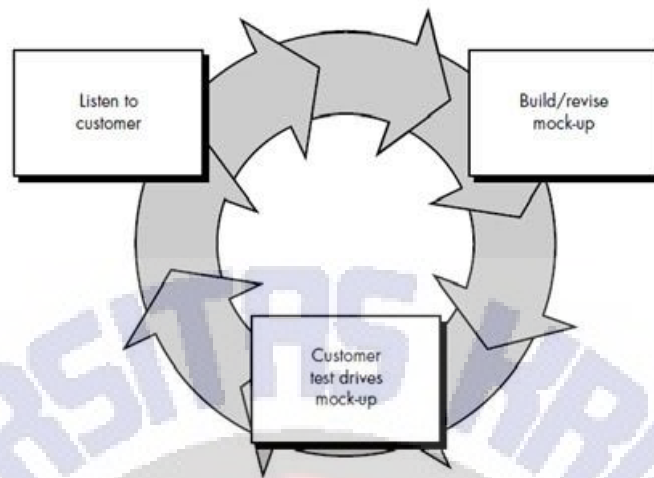 Listen to
customer
Build/revise
mock-up
Customer
test drives
mock-up